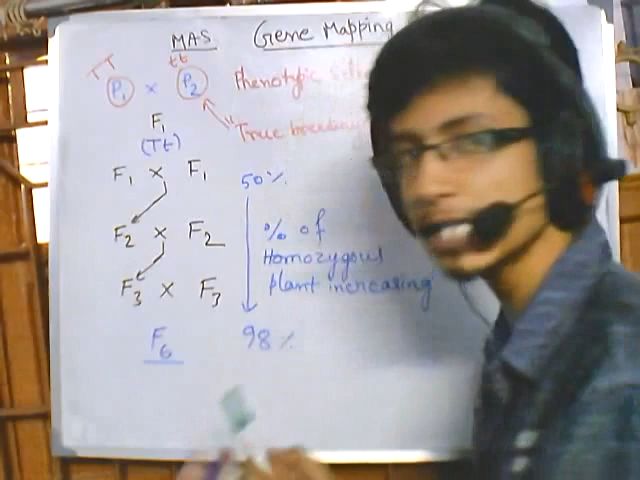 MAS Gene Mapping
TT tt
P1 x P2 Phenotypic
F1 "True
(Tt)
F1 x F1 50%
F2 x F2 % of
Homozygous
F3 x F3 plant increasing
F6 98%